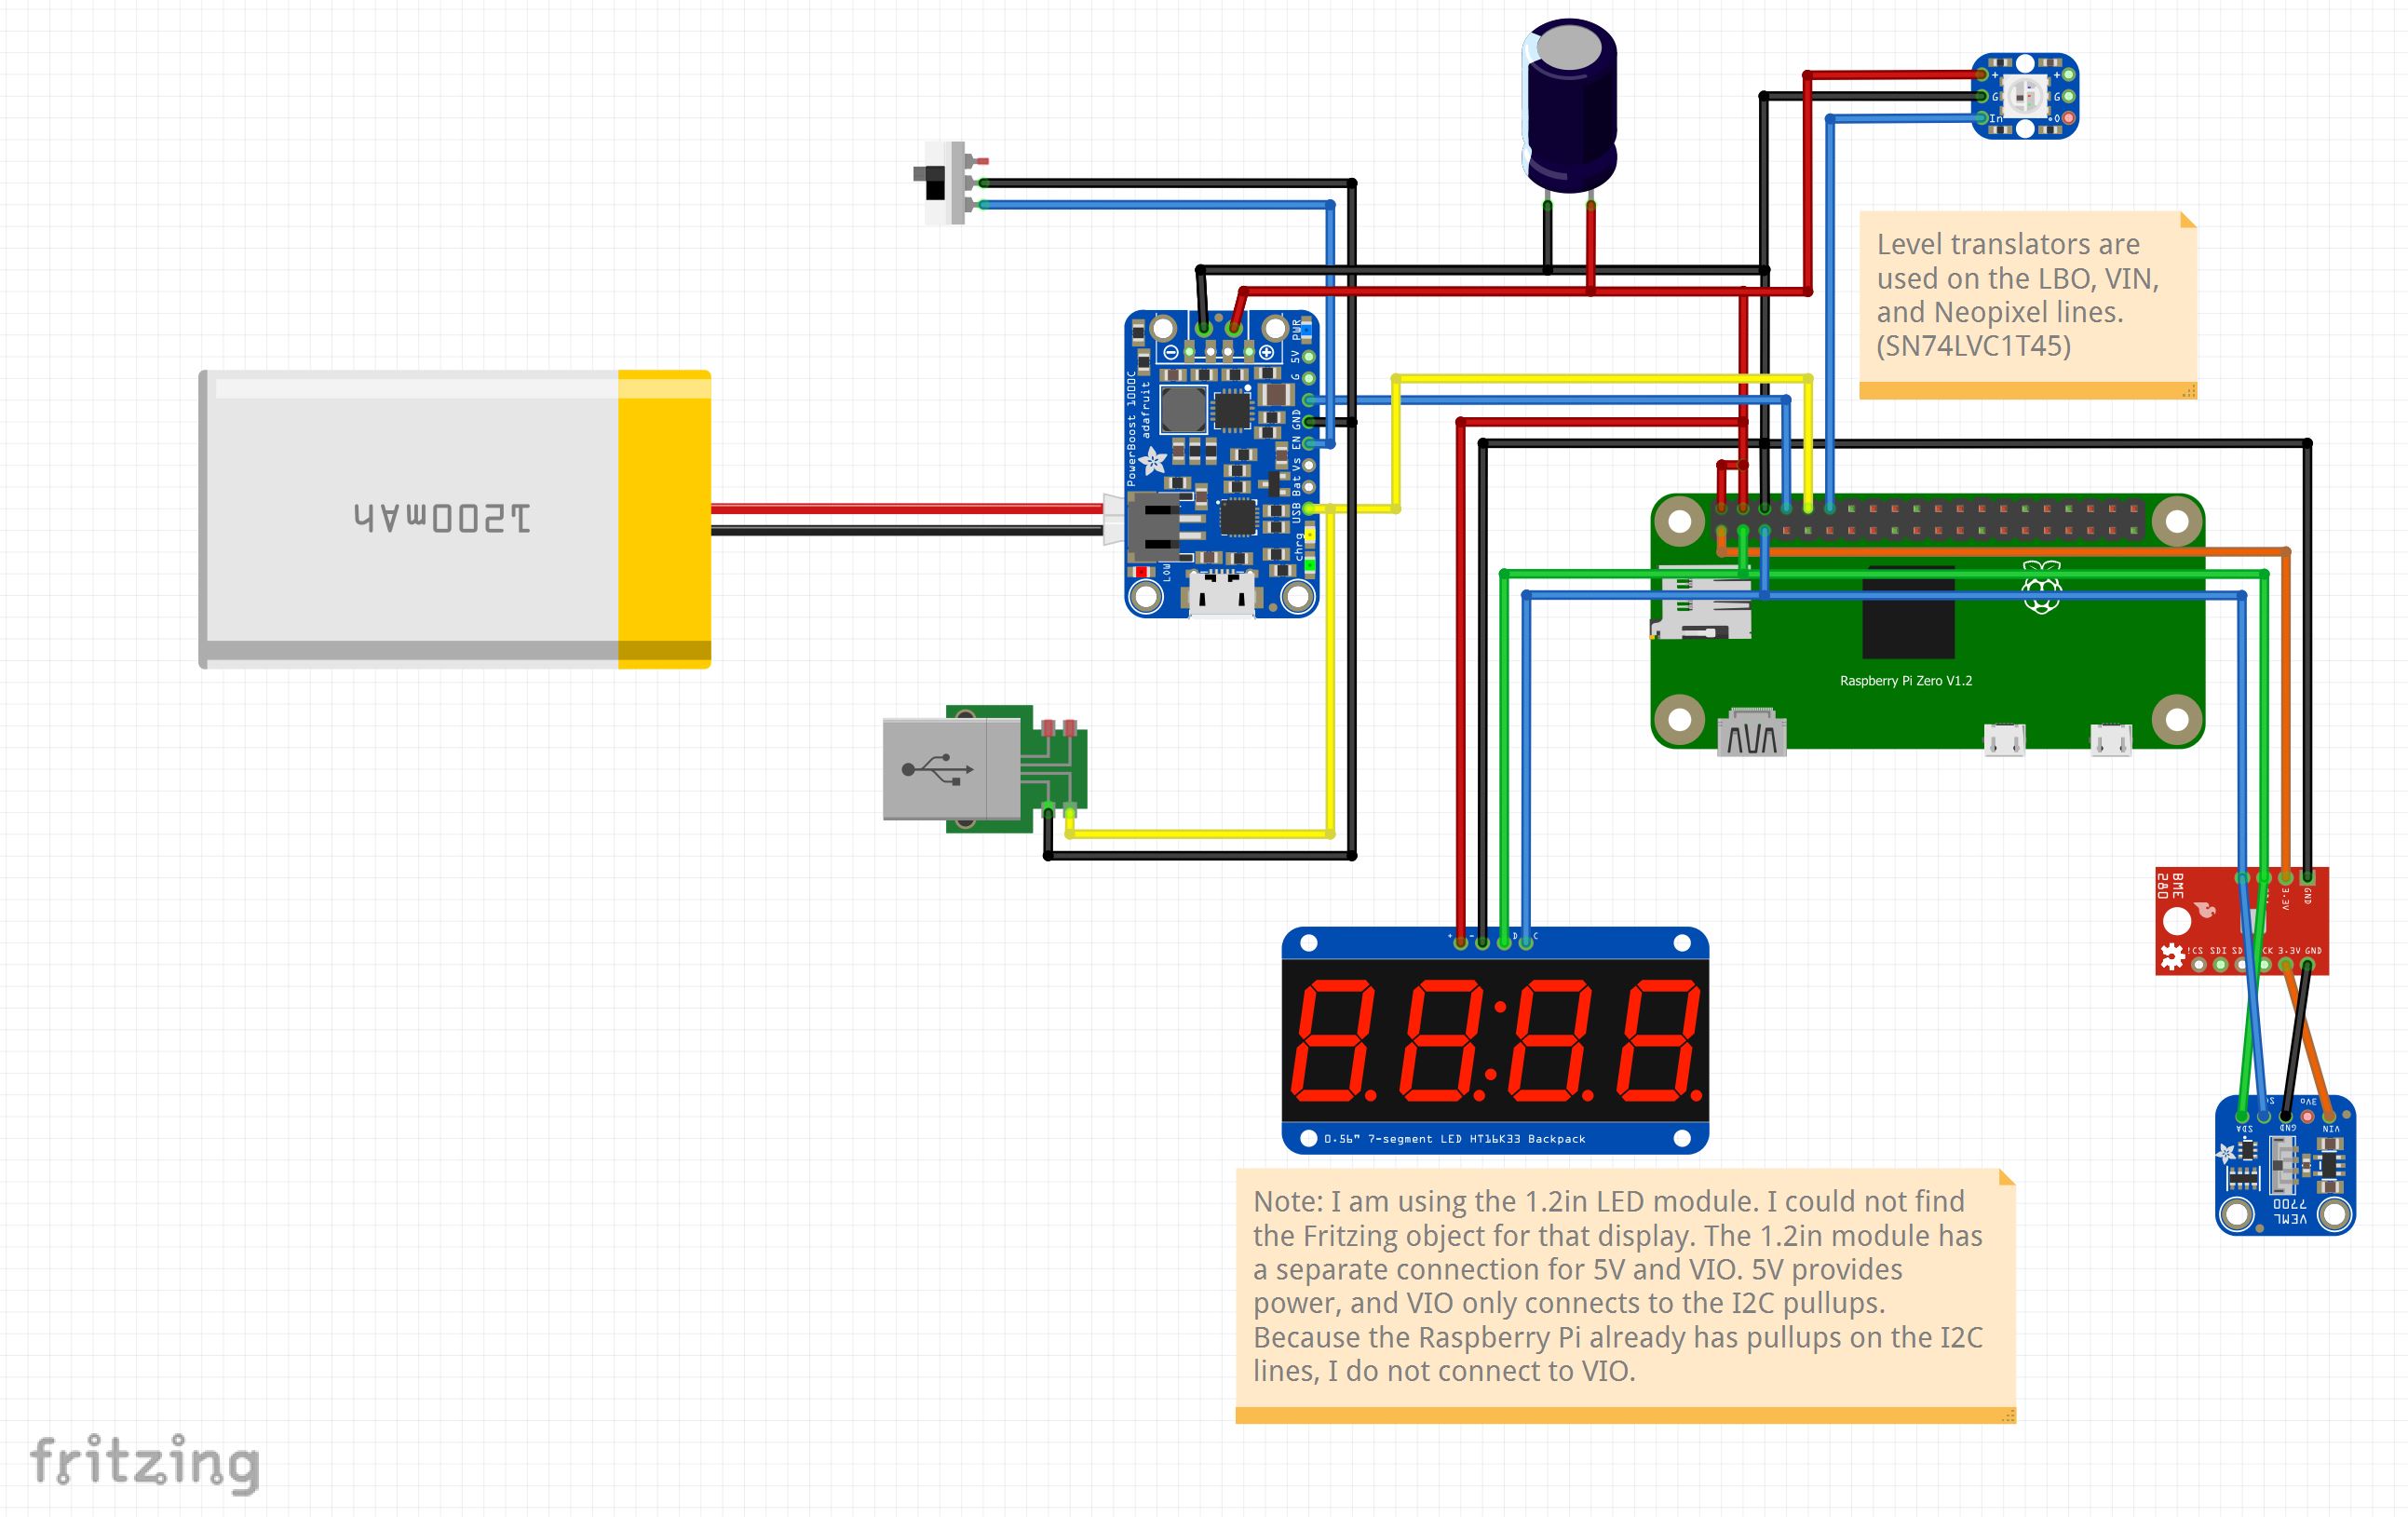 + +
G G
In O
Level translators are
used on the LBO, VIN,
and Neopixel lines.
(SN74LVC1T45)
PWR
5V
G
GND
EN
Vs
Bat
USB
chrg
PowerBoost 1000C
adafruit
LOW
1200mAh
Raspberry Pi Zero V1.2
BME
280
3.3V
GND
!CS SDI SD CK 3.3V GND
+ - D C
0.56" 7-segment LED HT16K33 Backpack
3Vo
SDA GND VIN
VEML
7700
Note: I am using the 1.2in LED module. I could not find
the Fritzing object for that display. The 1.2in module has
a separate connection for 5V and VIO. 5V provides
power, and VIO only connects to the I2C pullups.
Because the Raspberry Pi already has pullups on the I2C
lines, I do not connect to VIO.
fritzing